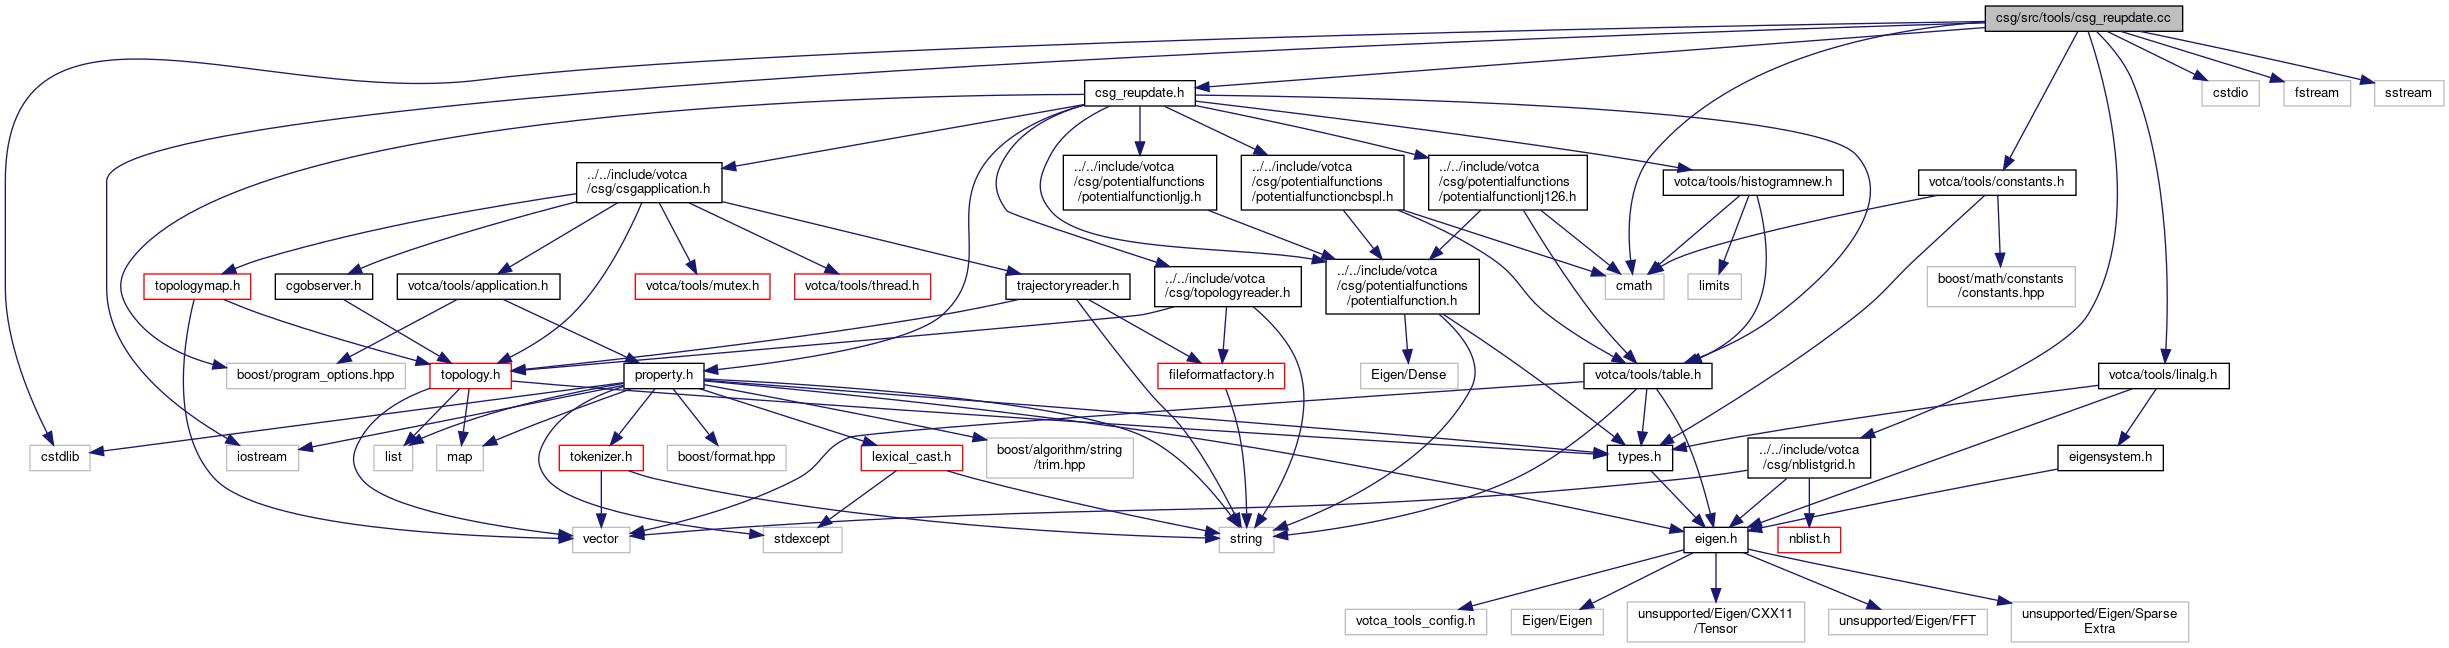 csg/src/tools/csg_reupdate.cc
csg_reupdate.h
cstdio
fstream
sstream
../../include/votca
/csg/csgapplication.h
../../include/votca
/csg/potentialfunctions
/potentialfunctionljg.h
../../include/votca
/csg/potentialfunctions
/potentialfunctioncbspl.h
../../include/votca
/csg/potentialfunctions
/potentialfunctionlj126.h
votca/tools/histogramnew.h
votca/tools/constants.h
topologymap.h
cgobserver.h
votca/tools/application.h
votca/tools/mutex.h
votca/tools/thread.h
trajectoryreader.h
../../include/votca
/csg/topologyreader.h
../../include/votca
/csg/potentialfunctions
/potentialfunction.h
cmath
limits
boost/math/constants
/constants.hpp
boost/program_options.hpp
topology.h
property.h
fileformatfactory.h
Eigen/Dense
votca/tools/table.h
votca/tools/linalg.h
cstdlib
iostream
list
map
tokenizer.h
boost/format.hpp
lexical_cast.h
boost/algorithm/string
/trim.hpp
types.h
../../include/votca
/csg/nblistgrid.h
eigensystem.h
vector
stdexcept
string
eigen.h
nblist.h
votca_tools_config.h
Eigen/Eigen
unsupported/Eigen/CXX11
/Tensor
unsupported/Eigen/FFT
unsupported/Eigen/Sparse
Extra